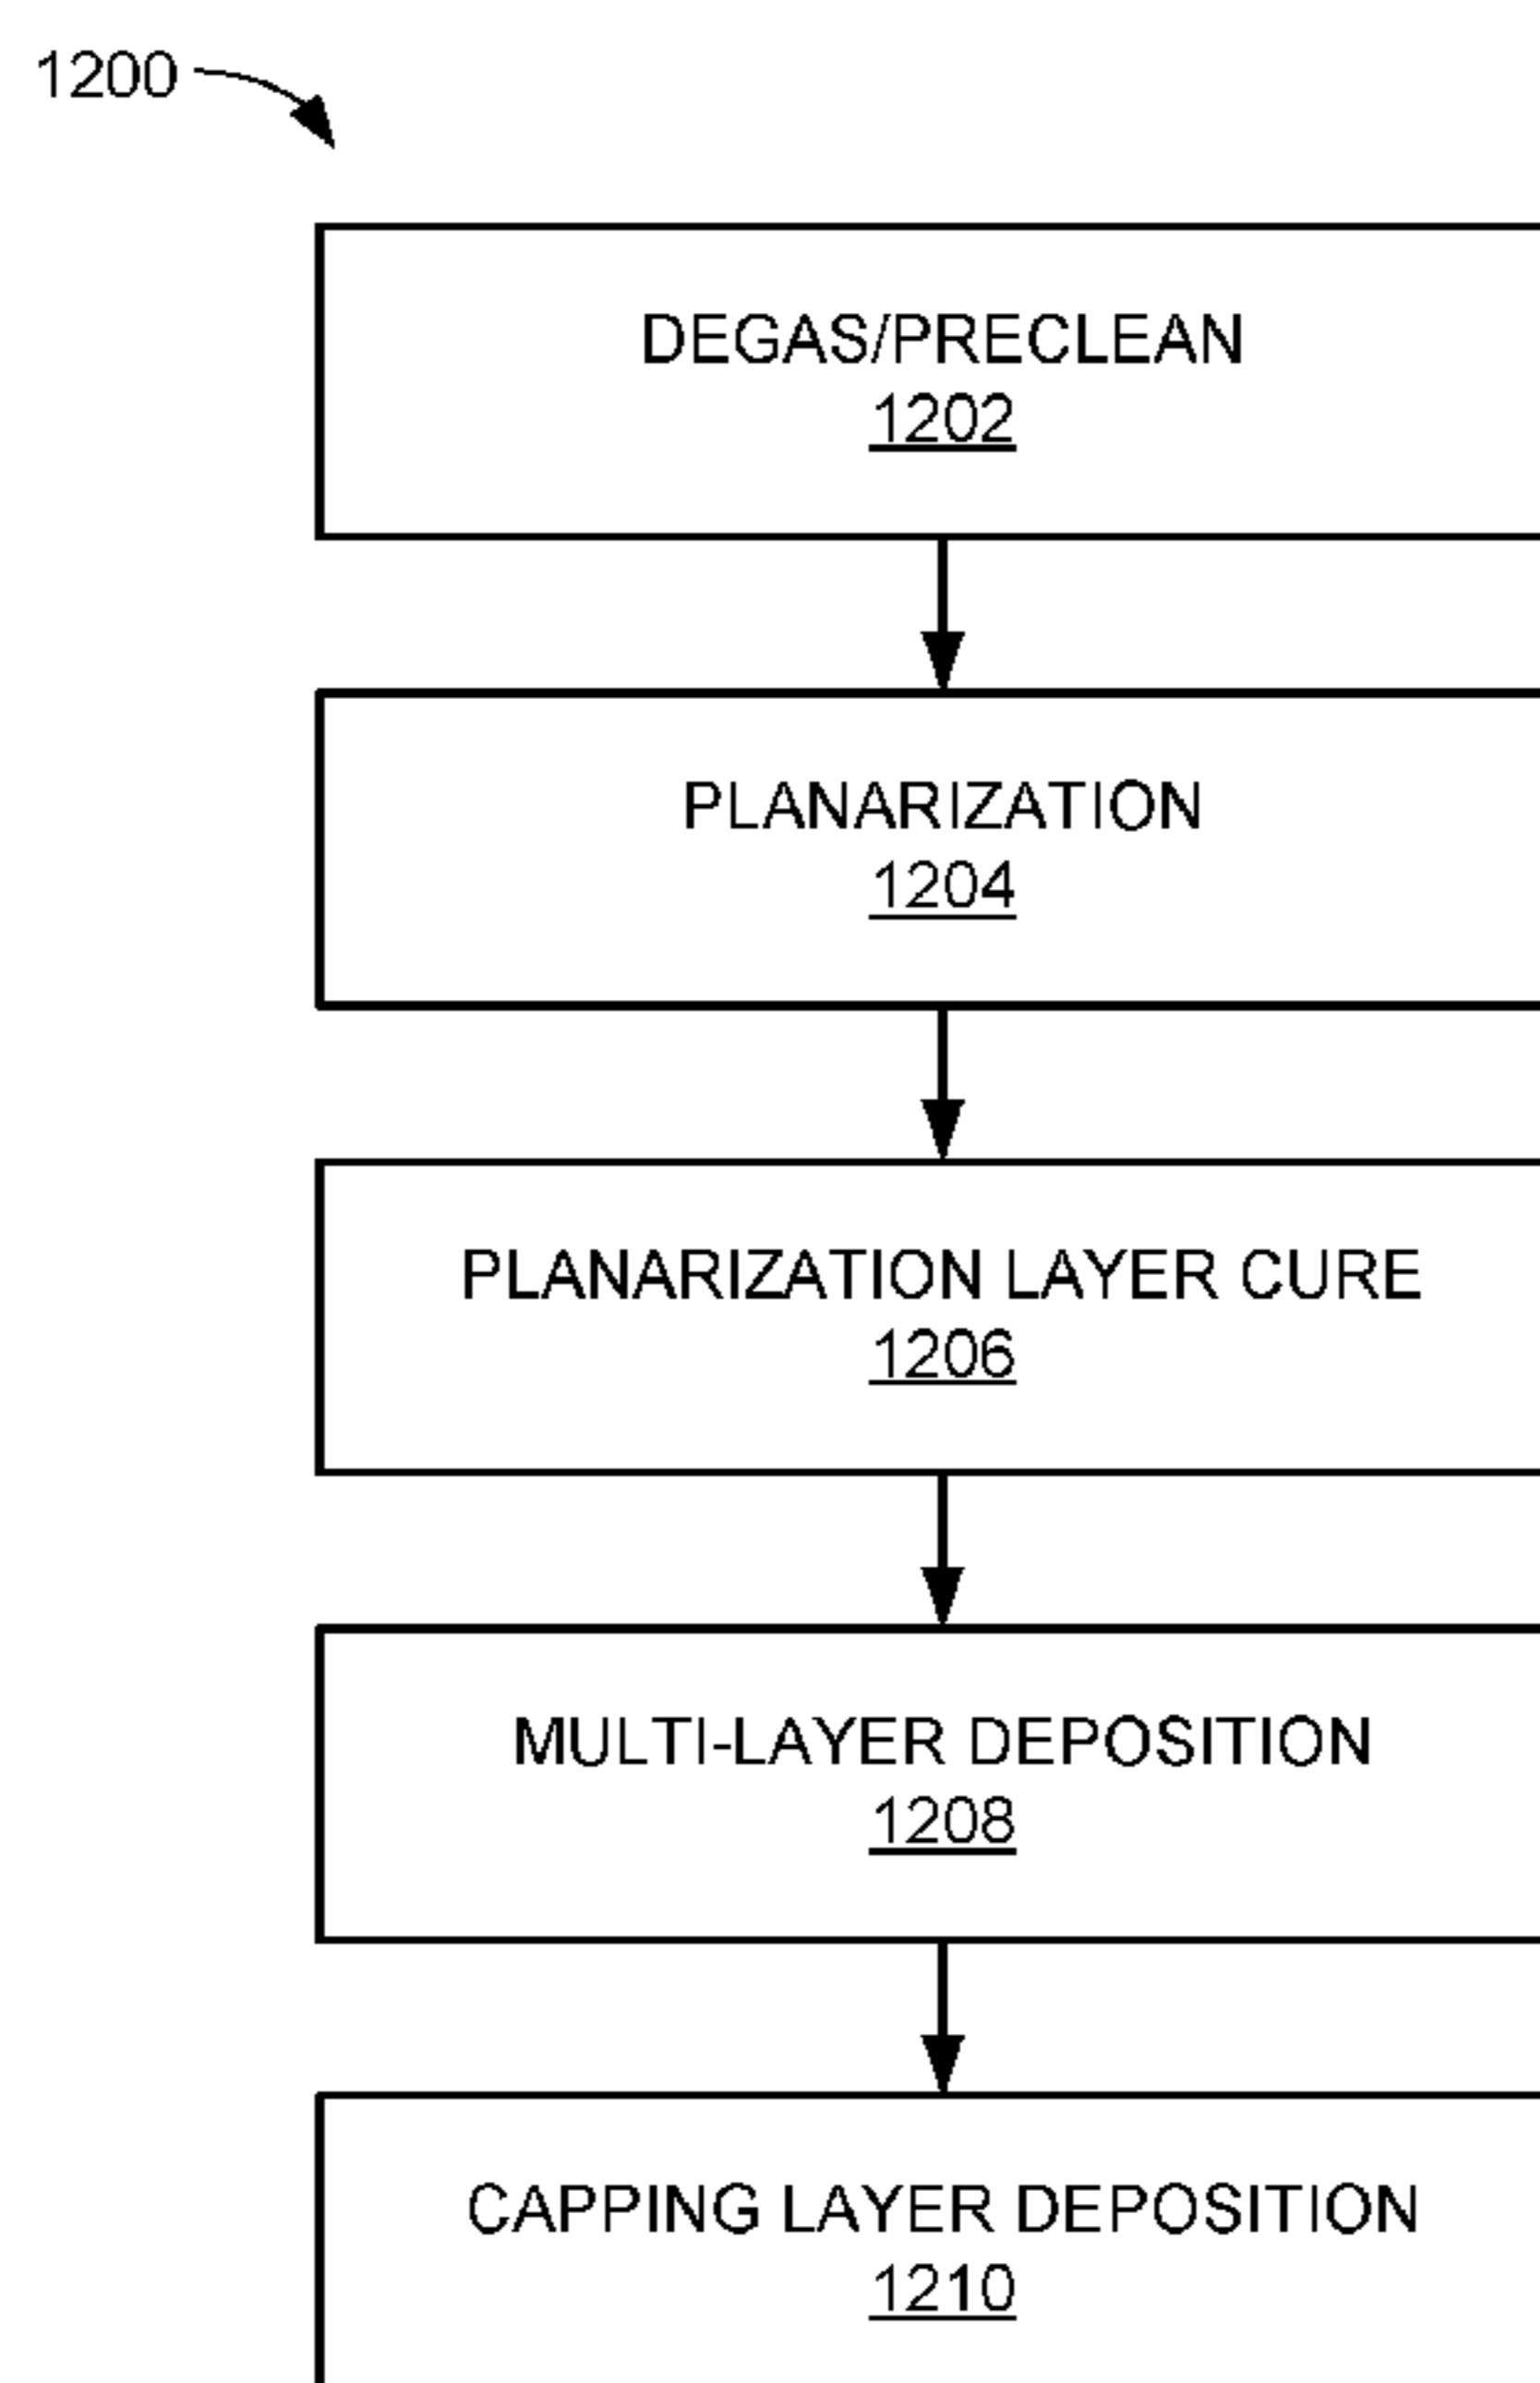 1200
DEGAS/PRECLEAN
1202
PLANARIZATION
1204
PLANARIZATION LAYER CURE
1206
MULTI-LAYER DEPOSITION
1208
CAPPING LAYER DEPOSITION
1210